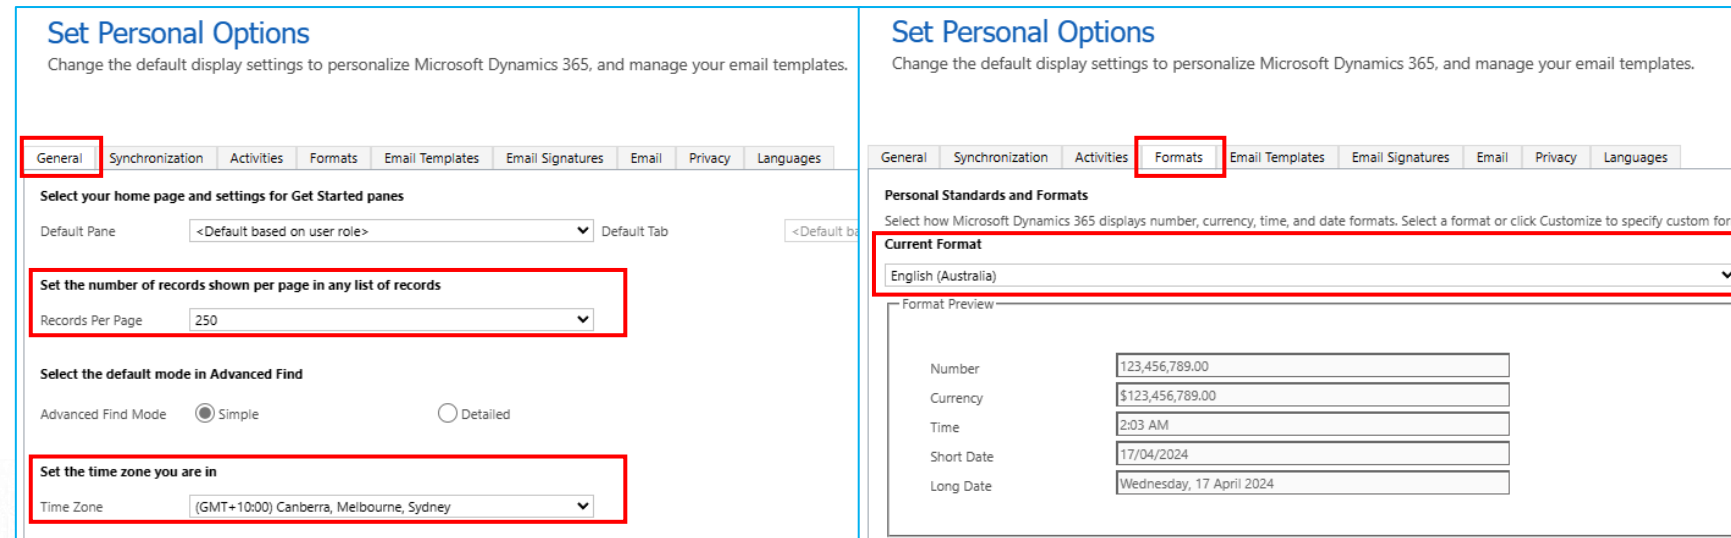 Set Personal Options
Change the default display settings to personalize Microsoft Dynamics 365, and manage your email templates.
General Synchronization Activities Formats Email Templates Email Signatures Email Privacy Languages
Select your home page and settings for Get Started panes
Default Pane <Default based on user role> Default Tab <Default ba
Set the number of records shown per page in any list of records
Records Per Page 250
Select the default mode in Advanced Find
Advanced Find Mode Simple Detailed
Set the time zone you are in
Time Zone (GMT+10:00) Canberra, Melbourne, Sydney
Set Personal Options
Change the default display settings to personalize Microsoft Dynamics 365, and manage your email templates.
General Synchronization Activities Formats Email Templates Email Signatures Email Privacy Languages
Personal Standards and Formats
Select how Microsoft Dynamics 365 displays number, currency, time, and date formats. Select a format or click Customize to specify custom for
Current Format
English (Australia)
Format Preview
Number 123,456,789.00
Currency $123,456,789.00
Time 2:03 AM
Short Date 17/04/2024
Long Date Wednesday, 17 April 2024